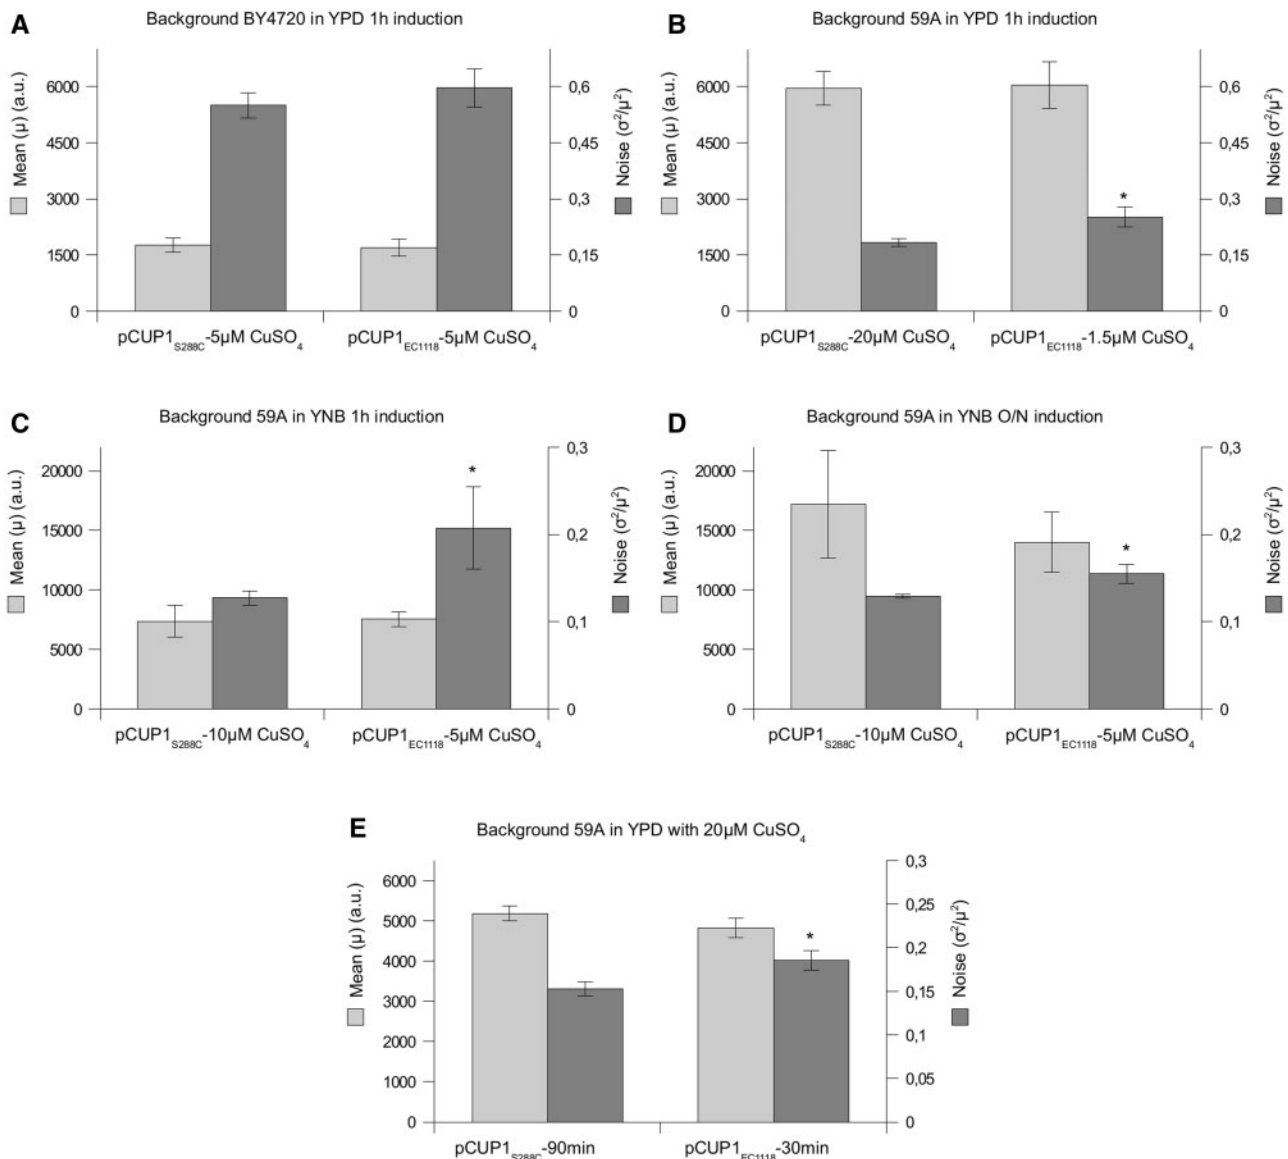 A
Background BY4720 in YPD 1h induction
Mean (µ) (a.u.)
6000
4500
3000
1500
0
0,6
0,45
0,3
0,15
0
Noise (σ²/µ²)
pCUP1S288C-5µM CuSO4
pCUP1EC1118-5µM CuSO4
B
Background 59A in YPD 1h induction
Mean (µ) (a.u.)
6000
4500
3000
1500
0
*
0,6
0,45
0,3
0,15
0
Noise (σ²/µ²)
pCUP1S288C-20µM CuSO4
pCUP1EC1118-1.5µM CuSO4
C
Background 59A in YNB 1h induction
Mean (µ) (a.u.)
20000
15000
10000
5000
0
*
0,3
0,2
0,1
0
Noise (σ²/µ²)
pCUP1S288C-10µM CuSO4
pCUP1EC1118-5µM CuSO4
D
Background 59A in YNB O/N induction
Mean (µ) (a.u.)
20000
15000
10000
5000
0
*
0,3
0,2
0,1
0
Noise (σ²/µ²)
pCUP1S288C-10µM CuSO4
pCUP1EC1118-5µM CuSO4
E
Background 59A in YPD with 20µM CuSO4
Mean (µ) (a.u.)
6000
5000
4000
3000
2000
1000
0
*
0,3
0,25
0,2
0,15
0,1
0,05
0
Noise (σ²/µ²)
pCUP1S288C-90min
pCUP1EC1118-30min